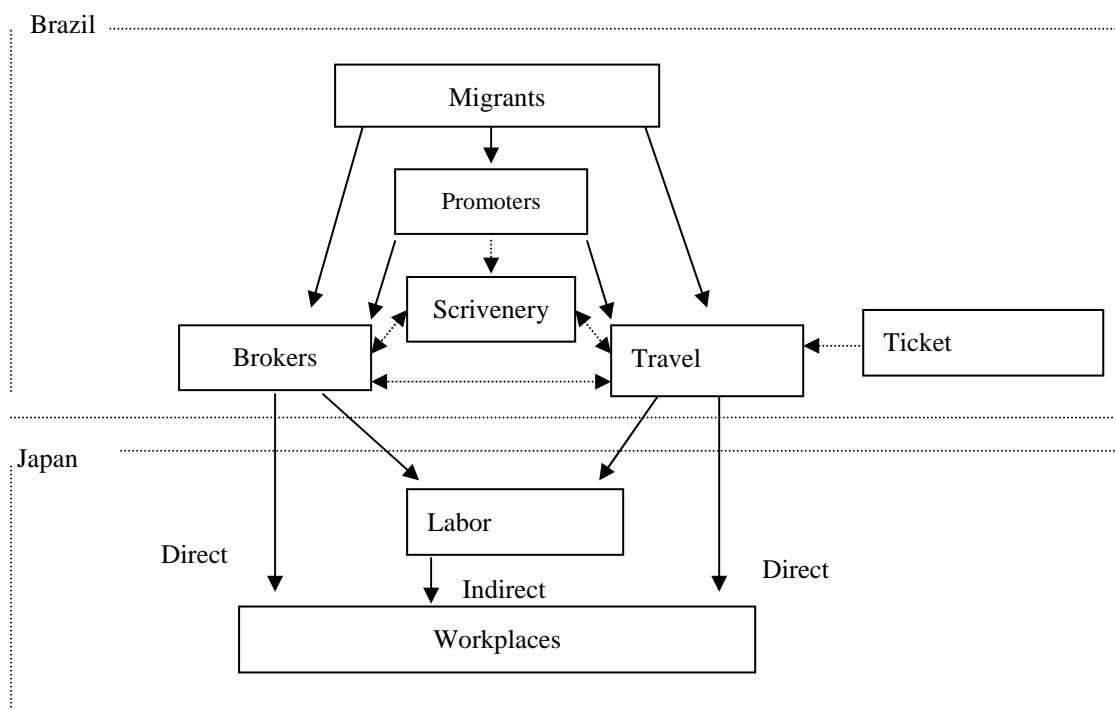 Brazil
Migrants
Promoters
Scrivenery
Brokers
Travel
Ticket
Japan
Labor
Direct
Direct
Indirect
Workplaces